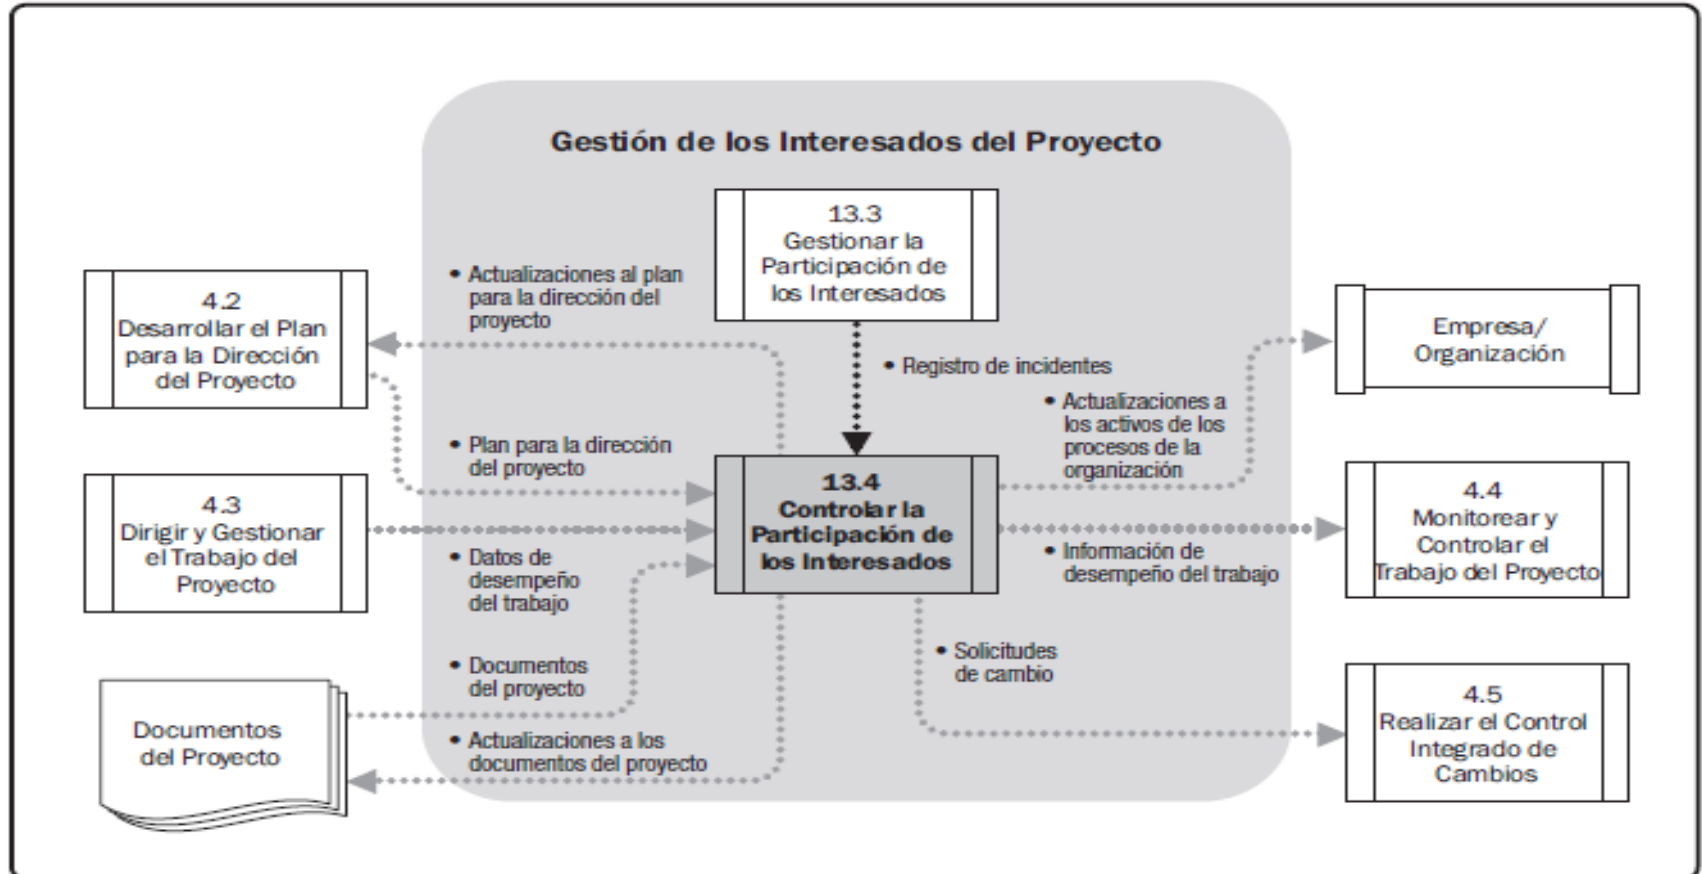 Gestión de los Interesados del Proyecto
13.3
Gestionar la
Participación de
los Interesados
• Actualizaciones al plan
para la dirección del
proyecto
4.2
Desarrollar el Plan
para la Dirección
del Proyecto
Empresa/
Organización
• Registro de incidentes
• Actualizaciones a
los activos de los
procesos de la
organización
• Plan para la dirección
del proyecto
13.4
Controlar la
Participación de
los Interesados
4.3
Dirigir y Gestionar
el Trabajo del
Proyecto
4.4
Monitorear y
Controlar el
Trabajo del Proyecto
• Datos de
desempeño
del trabajo
• Información de
desempeño del trabajo
• Documentos
del proyecto
• Solicitudes
de cambio
4.5
Realizar el Control
Integrado de
Cambios
Documentos
del Proyecto
• Actualizaciones a los
documentos del proyecto